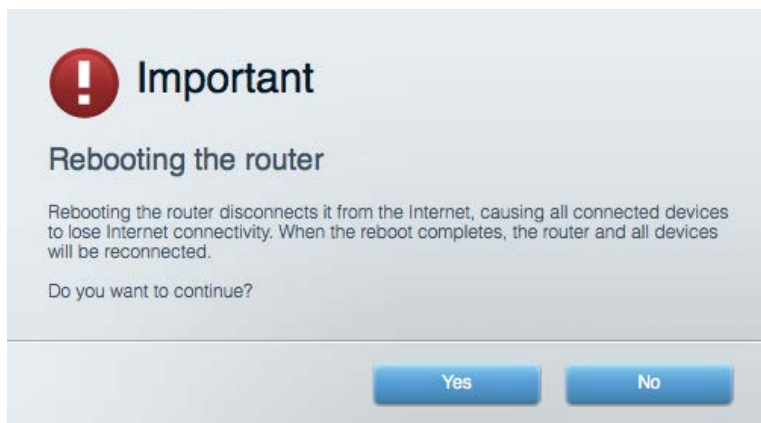 Important
Rebooting the router
Rebooting the router disconnects it from the Internet, causing all connected devices
to lose Internet connectivity. When the reboot completes, the router and all devices
will be reconnected.
Do you want to continue?
Yes No